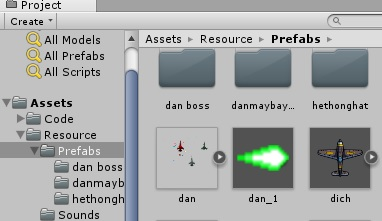 Project
Create
All Models
All Prefabs
All Scripts
Assets
Code
Resource
Prefabs
dan boss
danmayb
hethongh
Sounds
Assets Resource Prefabs
dan boss danmaybay... hethonghat
dan dan_1 dich